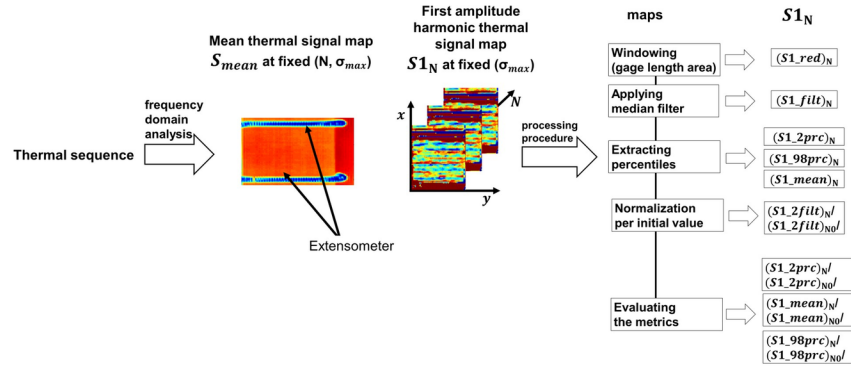 Mean thermal signal map
S_mean at fixed (N, σ_max)
First amplitude
harmonic thermal
signal map
S1_N at fixed (σ_max)
maps
S1_N
Thermal sequence
frequency
domain
analysis
Extensometer
x
N
y
processing
procedure
Windowing
(gage length area)
(S1_red)_N
Applying
median filter
(S1_filt)_N
Extracting
percentiles
(S1_2prc)_N
(S1_98prc)_N
(S1_mean)_N
Normalization
per initial value
(S1_2filt)_N/
(S1_2filt)_N0/
Evaluating
the metrics
(S1_2prc)_N/
(S1_2prc)_N0/
(S1_mean)_N/
(S1_mean)_N0/
(S1_98prc)_N/
(S1_98prc)_N0/